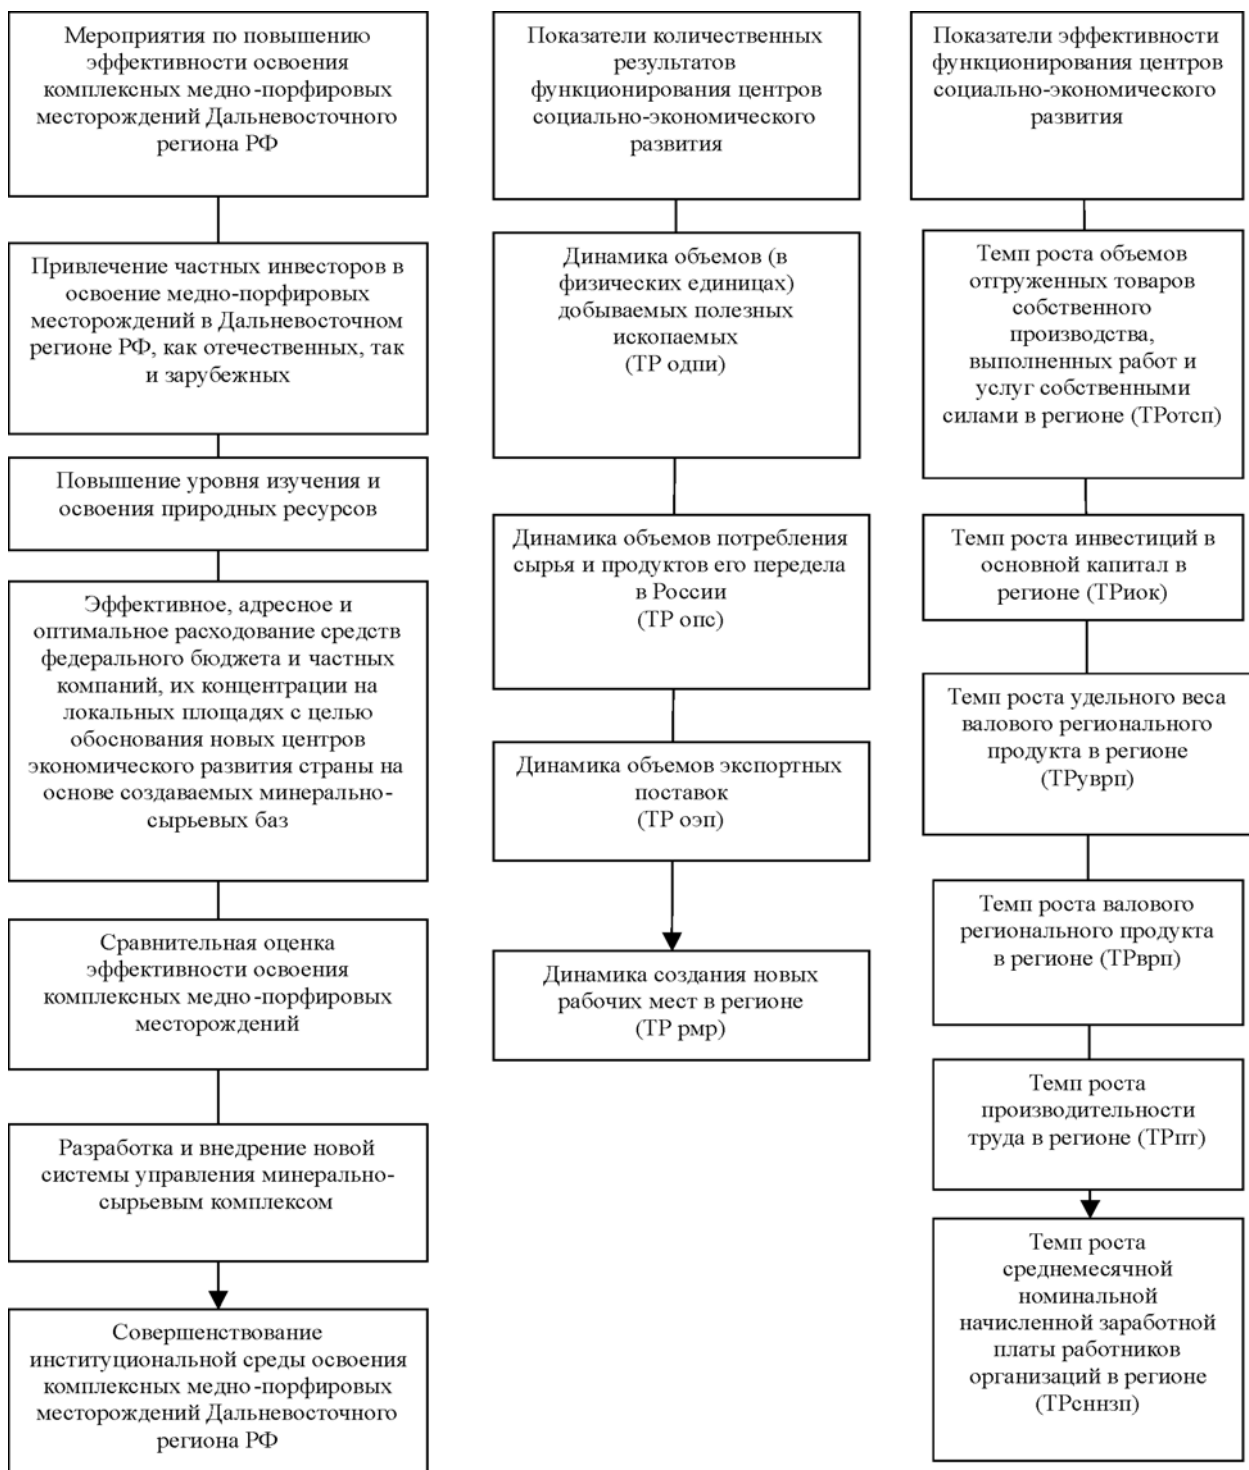 Мероприятия по повышению
эффективности освоения
комплексных медно-порфировых
месторождений Дальневосточного
региона РФ
Привлечение частных инвесторов в
освоение медно-порфировых
месторождений в Дальневосточном
регионе РФ, как отечественных, так
и зарубежных
Повышение уровня изучения и
освоения природных ресурсов
Эффективное, адресное и
оптимальное расходование средств
федерального бюджета и частных
компаний, их концентрации на
локальных площадях с целью
обоснования новых центров
экономического развития страны на
основе создаваемых минерально-
сырьевых баз
Сравнительная оценка
эффективности освоения
комплексных медно-порфировых
месторождений
Разработка и внедрение новой
системы управления минерально-
сырьевым комплексом
Совершенствование
институциональной среды освоения
комплексных медно-порфировых
месторождений Дальневосточного
региона РФ
Показатели количественных
результатов
функционирования центров
социально-экономического
развития
Динамика объемов (в
физических единицах)
добываемых полезных
ископаемых
(ТР одпи)
Динамика объемов потребления
сырья и продуктов его передела
в России
(ТР опс)
Динамика объемов экспортных
поставок
(ТР оэп)
Динамика создания новых
рабочих мест в регионе
(ТР рмр)
Показатели эффективности
функционирования центров
социально-экономического
развития
Темп роста объемов
отгруженных товаров
собственного
производства,
выполненных работ и
услуг собственными
силами в регионе (ТРотсп)
Темп роста инвестиций в
основной капитал в
регионе (ТРиок)
Темп роста удельного веса
валового регионального
продукта в регионе
(ТРуврп)
Темп роста валового
регионального продукта
в регионе (ТРврп)
Темп роста
производительности
труда в регионе (ТРпт)
Темп роста
среднемесячной
номинальной
начисленной заработной
платы работников
организаций в регионе
(ТРсннзп)